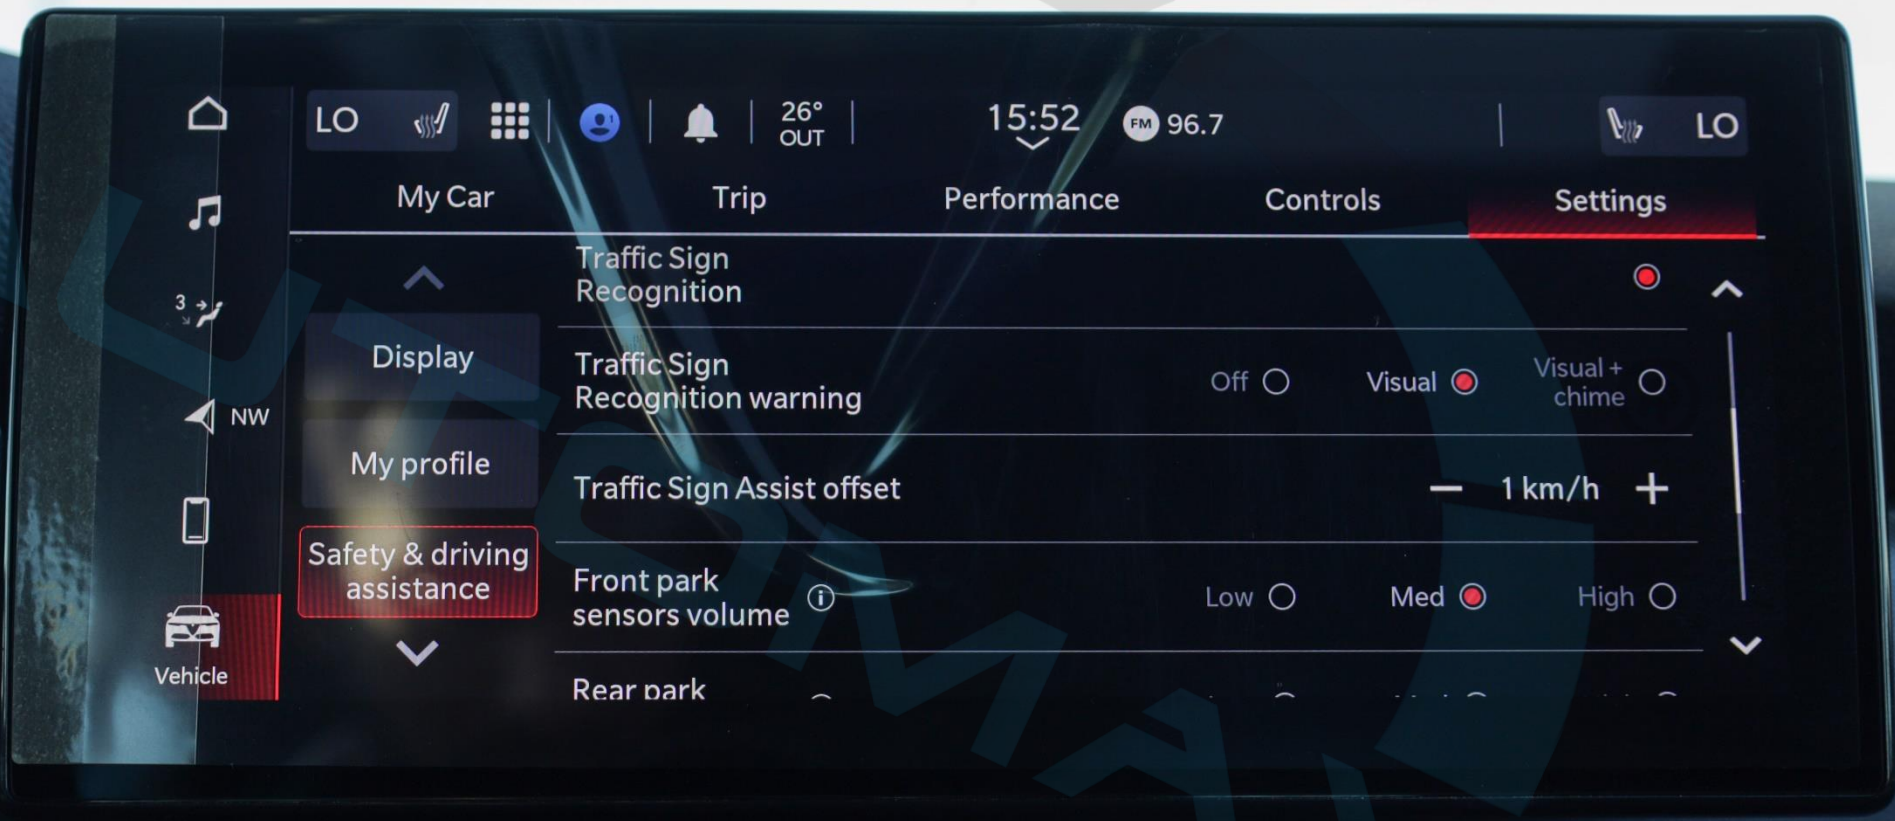 LO
26°
OUT
15:52
FM 96.7
LO
My Car
Trip
Performance
Controls
Settings
3
NW
Vehicle
Display
My profile
Safety & driving
assistance
Traffic Sign
Recognition
Traffic Sign
Recognition warning
Off
Visual
Visual +
chime
Traffic Sign Assist offset
— 1 km/h +
Front park
sensors volume
i
Low
Med
High
Rear park
UTOMA